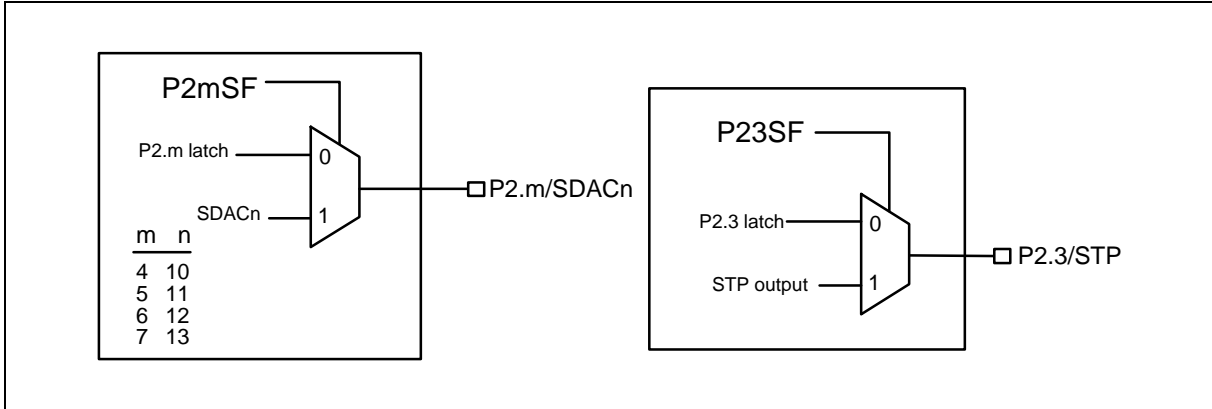 P2mSF
P2.m latch
0
SDACn
1
P2.m/SDACn
m n
4 10
5 11
6 12
7 13
P23SF
P2.3 latch
0
STP output
1
P2.3/STP